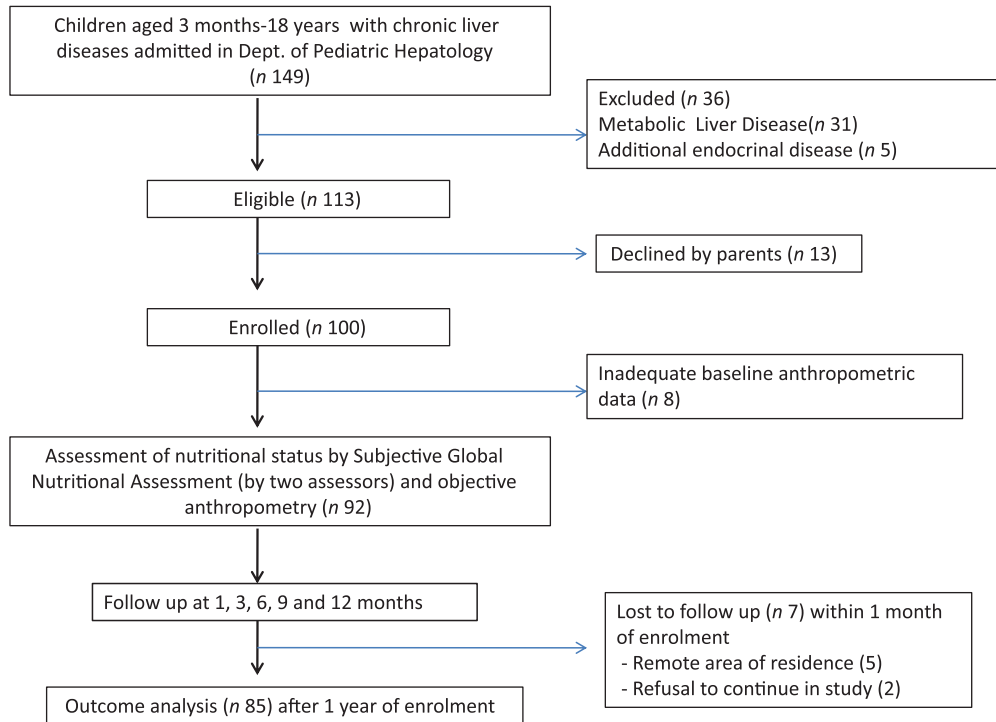 Children aged 3 months-18 years with chronic liver
diseases admitted in Dept. of Pediatric Hepatology
(n 149)
Excluded (n 36)
Metabolic Liver Disease(n 31)
Additional endocrinal disease (n 5)
Eligible (n 113)
Declined by parents (n 13)
Enrolled (n 100)
Inadequate baseline anthropometric
data (n 8)
Assessment of nutritional status by Subjective Global
Nutritional Assessment (by two assessors) and objective
anthropometry (n 92)
Follow up at 1, 3, 6, 9 and 12 months
Lost to follow up (n 7) within 1 month
of enrolment
- Remote area of residence (5)
- Refusal to continue in study (2)
Outcome analysis (n 85) after 1 year of enrolment